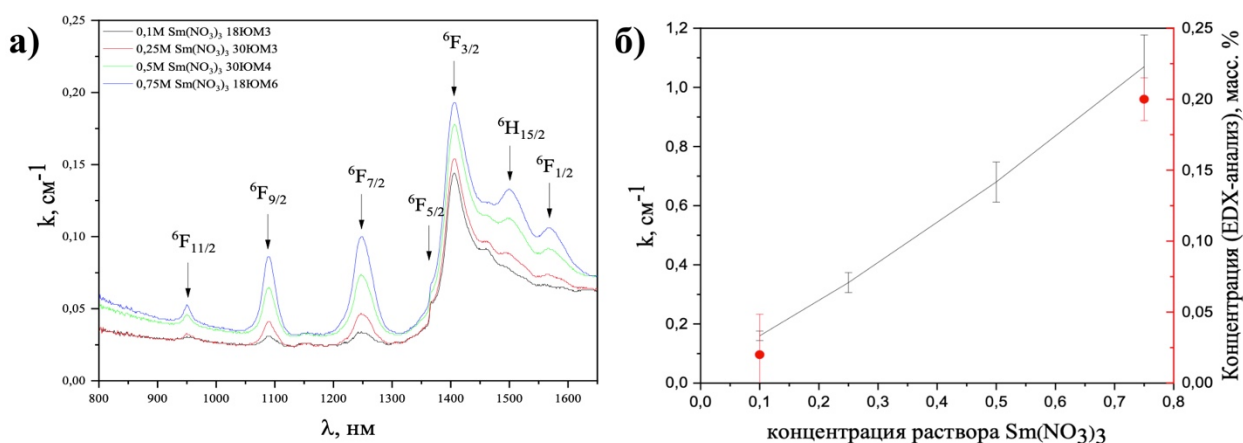 а)
0,1M Sm(NO3)3 18ЮМ3
0,25M Sm(NO3)3 30ЮМ3
0,5M Sm(NO3)3 30ЮМ4
0,75M Sm(NO3)3 18ЮМ6
6F3/2
6H15/2
6F1/2
6F7/2
6F5/2
6F9/2
6F11/2
k, см-1
0,25
0,20
0,15
0,10
0,05
0,00
800 900 1000 1100 1200 1300 1400 1500 1600
λ, нм
б)
k, см-1
1,2
1,0
0,8
0,6
0,4
0,2
0,0
0,0 0,1 0,2 0,3 0,4 0,5 0,6 0,7 0,8
концентрация раствора Sm(NO3)3
0,25
0,20
0,15
0,10
0,05
0,00
Концентрация (EDX-анализ), масс. %